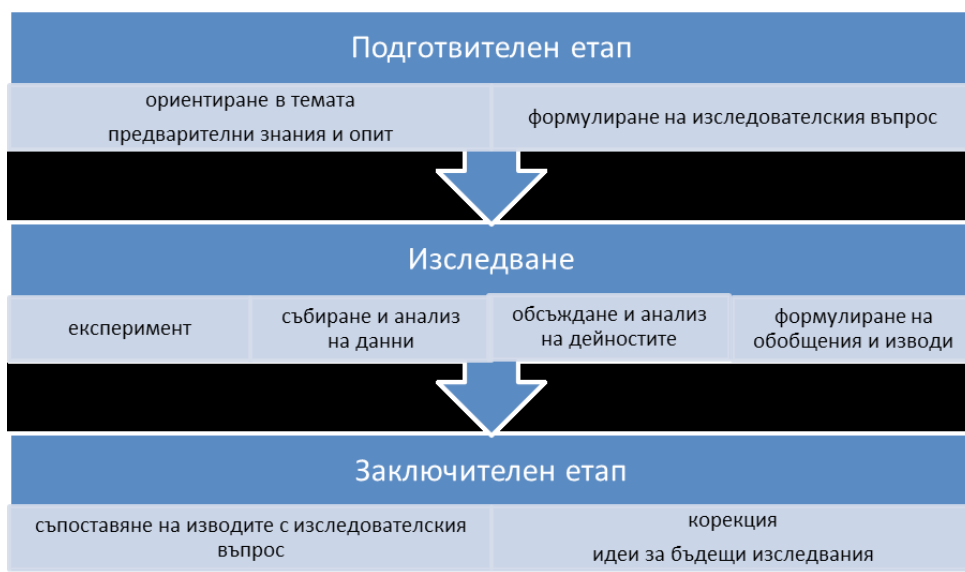 Подготвителен етап
ориентиране в темата
предварителни знания и опит
формулиране на изследователския въпрос
Изследване
експеримент
събиране и анализ
на данни
обсъждане и анализ
на дейностите
формулиране на
обобщения и изводи
Заключителен етап
съпоставяне на изводите с изследователския
въпрос
корекция
идеи за бъдещи изследвания